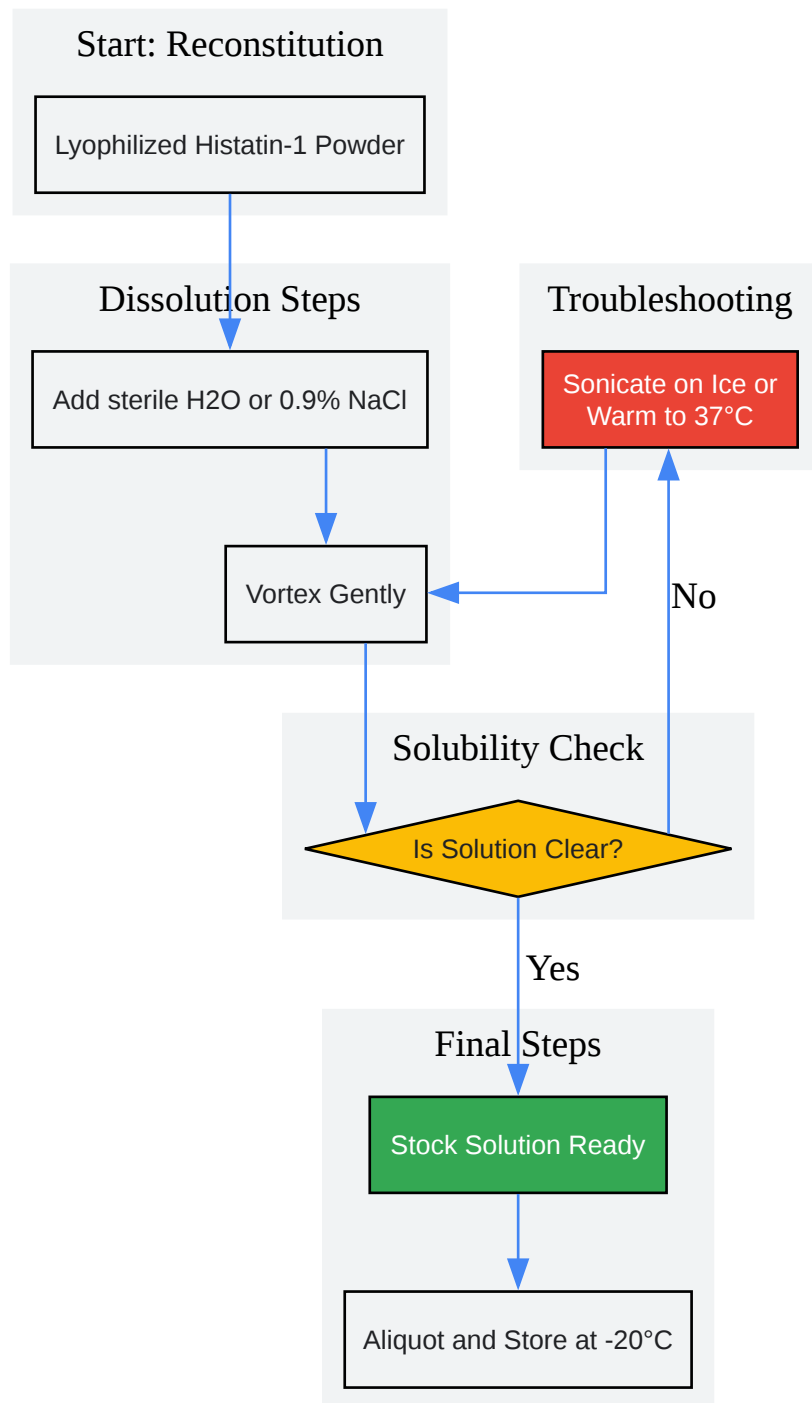 Start: Reconstitution
Lyophilized Histatin-1 Powder
Dissolution Steps
Add sterile H2O or 0.9% NaCl
Vortex Gently
Troubleshooting
Sonicate on Ice or
Warm to 37°C
No
Solubility Check
Is Solution Clear?
Yes
Final Steps
Stock Solution Ready
Aliquot and Store at -20°C